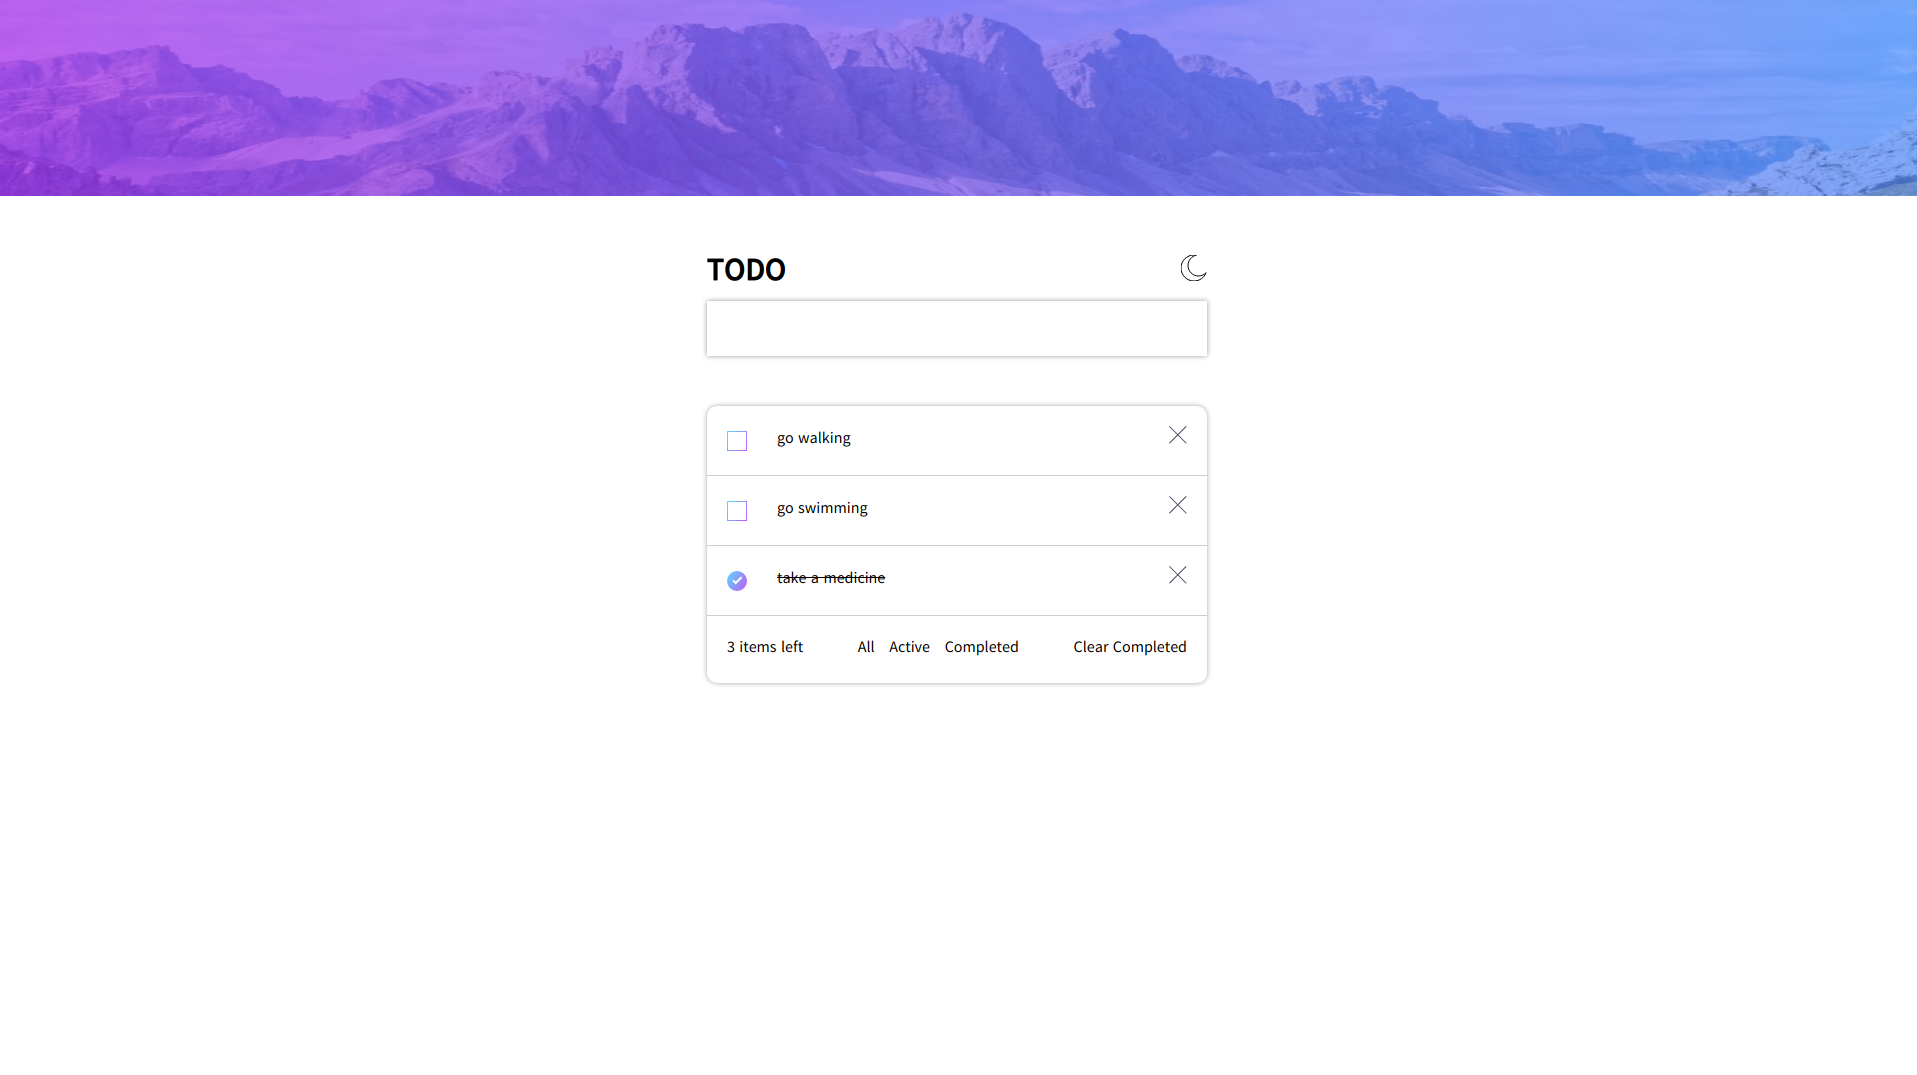 TODO
go walking
go swimming
take a medicine
3 items left All Active Completed Clear Completed